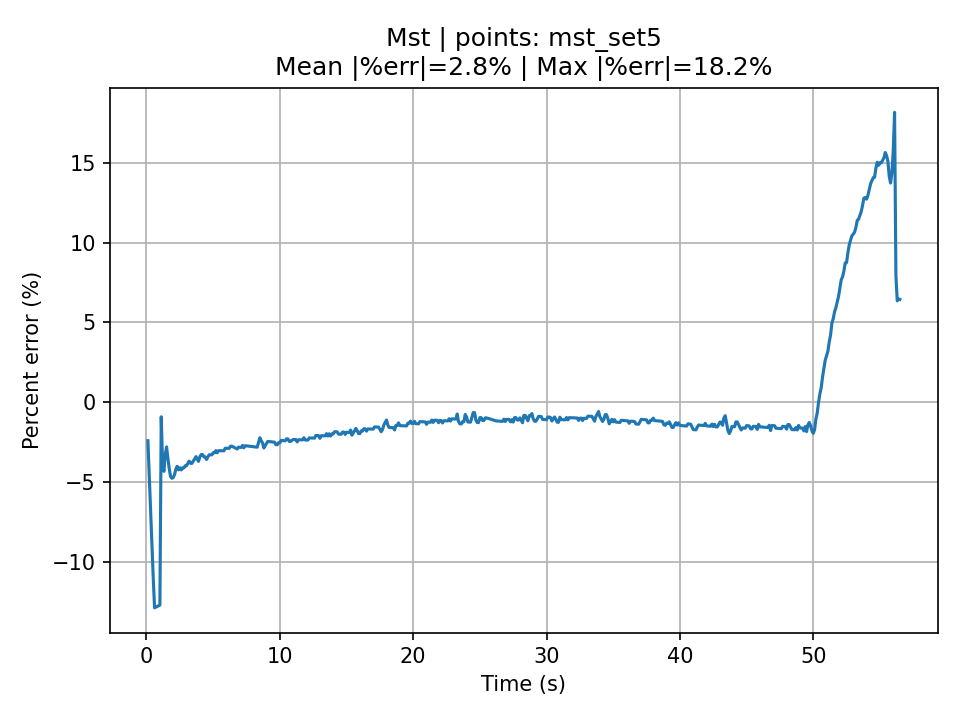 Mst | points: mst_set5
Mean |%err|=2.8% | Max |%err|=18.2%
Percent error (%)
15
10
5
0
−5
−10
0 10 20 30 40 50
Time (s)